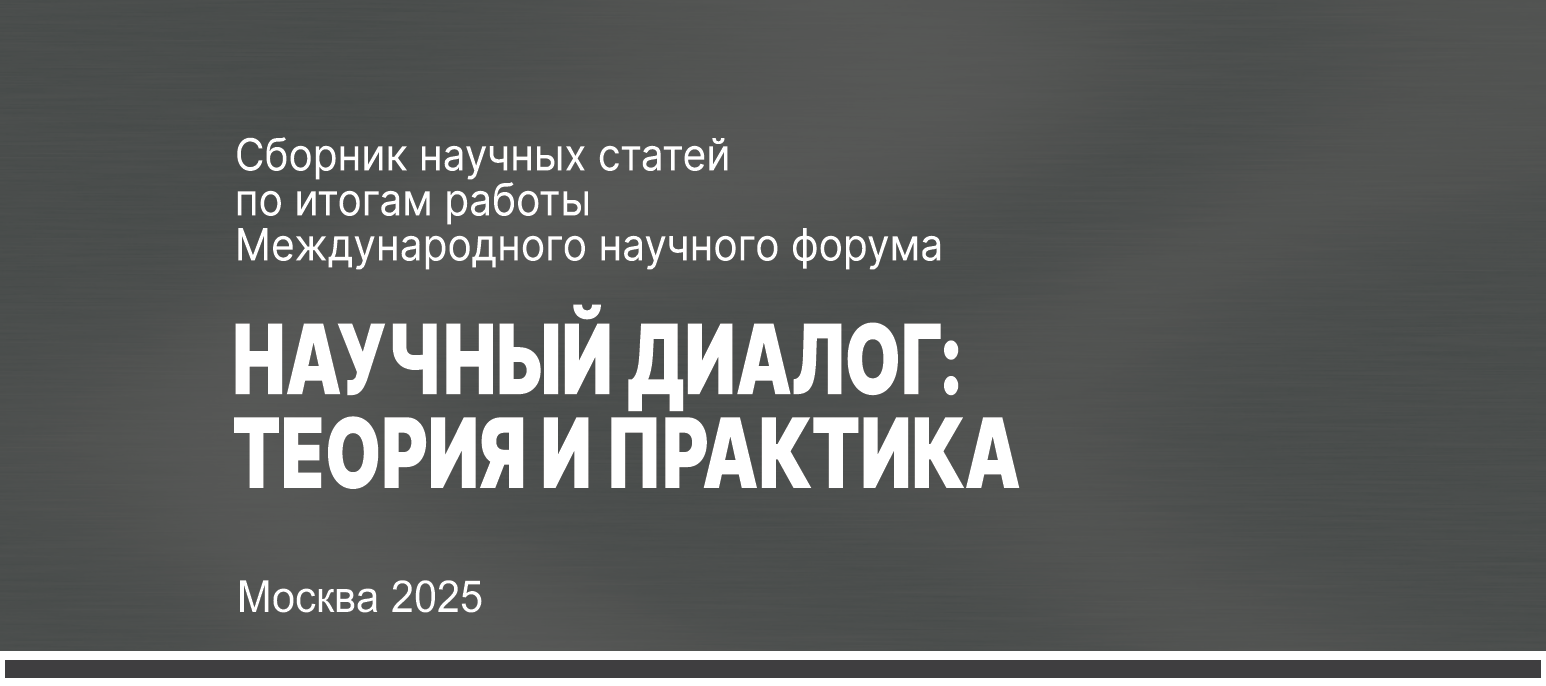 Сборник научных статей
по итогам работы
Международного научного форума
НАУЧНЫЙ ДИАЛОГ:
ТЕОРИЯ И ПРАКТИКА
Москва 2025